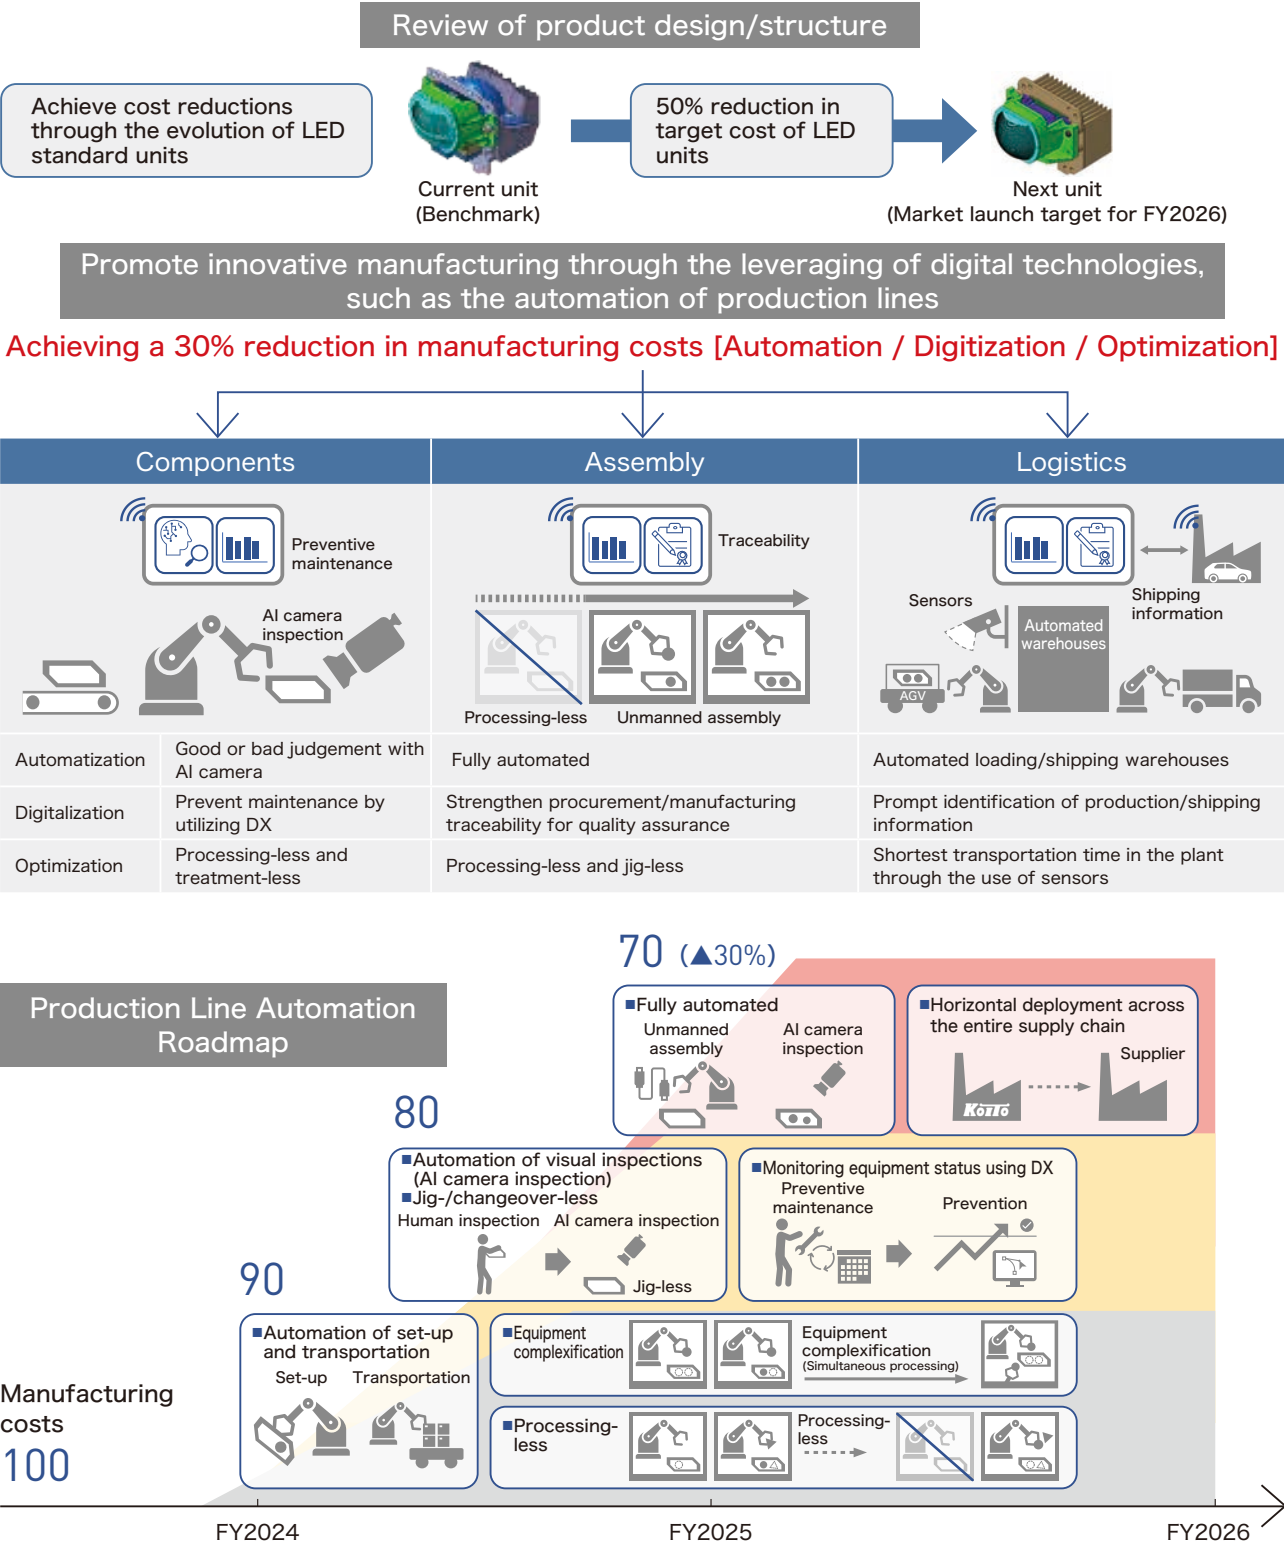 Review of product design/structure
Achieve cost reductions
through the evolution of LED
standard units
50% reduction in
target cost of LED
units
Current unit
(Benchmark)
Next unit
(Market launch target for FY2026)
Promote innovative manufacturing through the leveraging of digital technologies,
such as the automation of production lines
Achieving a 30% reduction in manufacturing costs [Automation / Digitization / Optimization]
Components
Assembly
Logistics
Preventive
maintenance
AI camera
inspection
Traceability
Processing-less
Unmanned assembly
Sensors
Automated
warehouses
Shipping
information
AGV
Automatization
Good or bad judgement with
AI camera
Fully automated
Automated loading/shipping warehouses
Digitalization
Prevent maintenance by
utilizing DX
Strengthen procurement/manufacturing
traceability for quality assurance
Prompt identification of production/shipping
information
Optimization
Processing-less and
treatment-less
Processing-less and jig-less
Shortest transportation time in the plant
through the use of sensors
Production Line Automation
Roadmap
70 (▲30%)
■Fully automated
Unmanned
assembly
AI camera
inspection
■Horizontal deployment across
the entire supply chain
Supplier
KOITO
80
■Automation of visual inspections
(AI camera inspection)
■Jig-/changeover-less
Human inspection
AI camera inspection
Jig-less
■Monitoring equipment status using DX
Preventive
maintenance
Prevention
90
■Automation of set-up
and transportation
Set-up
Transportation
■Equipment
complexification
Equipment
complexification
(Simultaneous processing)
■Processing-
less
Processing-
less
Manufacturing
costs
100
FY2024
FY2025
FY2026